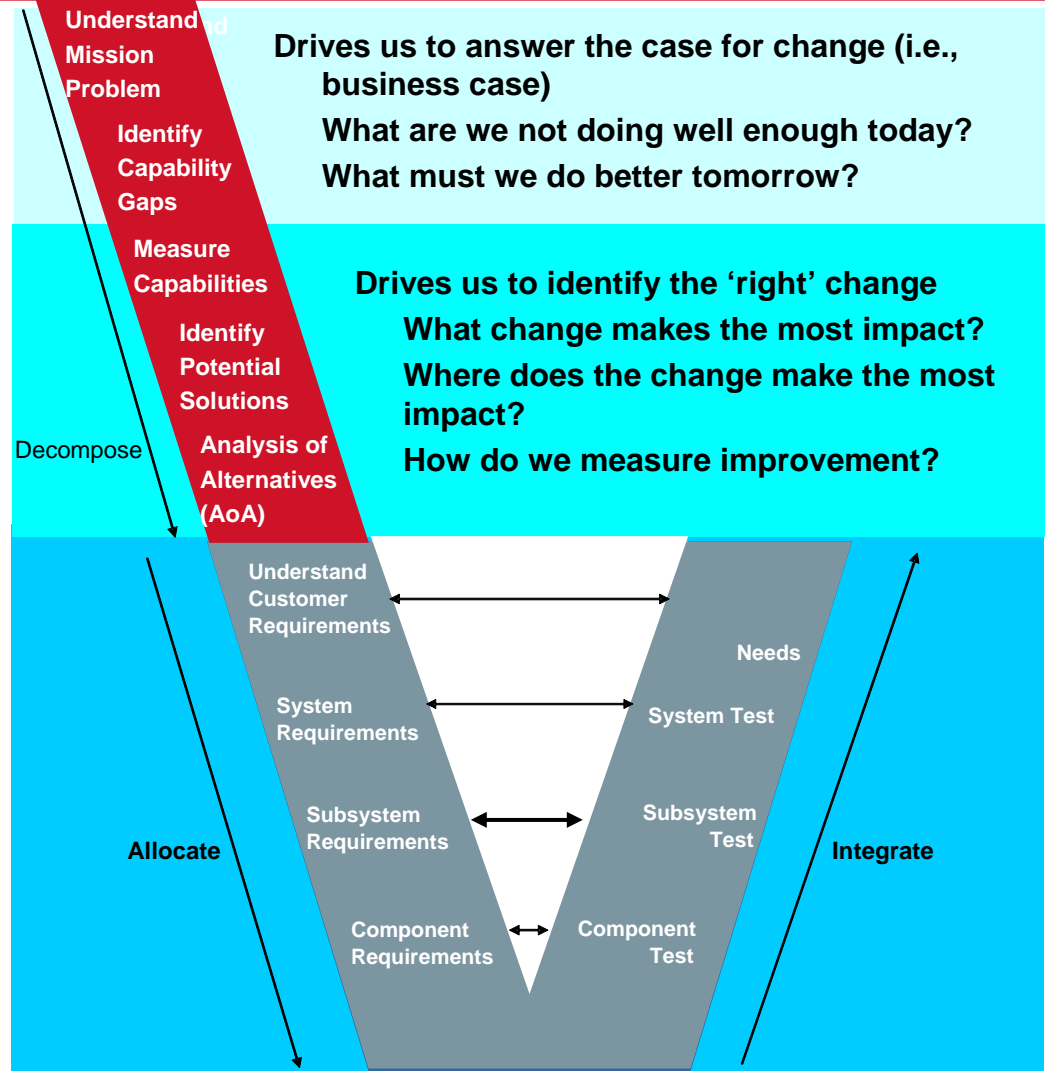 Understand
Mission
Problem
Identify
Capability
Gaps
Measure
Capabilities
Identify
Potential
Solutions
Analysis of
Alternatives
(AoA)
Drives us to answer the case for change (i.e.,
business case)
What are we not doing well enough today?
What must we do better tomorrow?
Drives us to identify the ‘right’ change
What change makes the most impact?
Where does the change make the most
impact?
How do we measure improvement?
Decompose
Understand
Customer
Requirements
System
Requirements
Subsystem
Requirements
Component
Requirements
Needs
System Test
Subsystem
Test
Component
Test
Allocate
Integrate